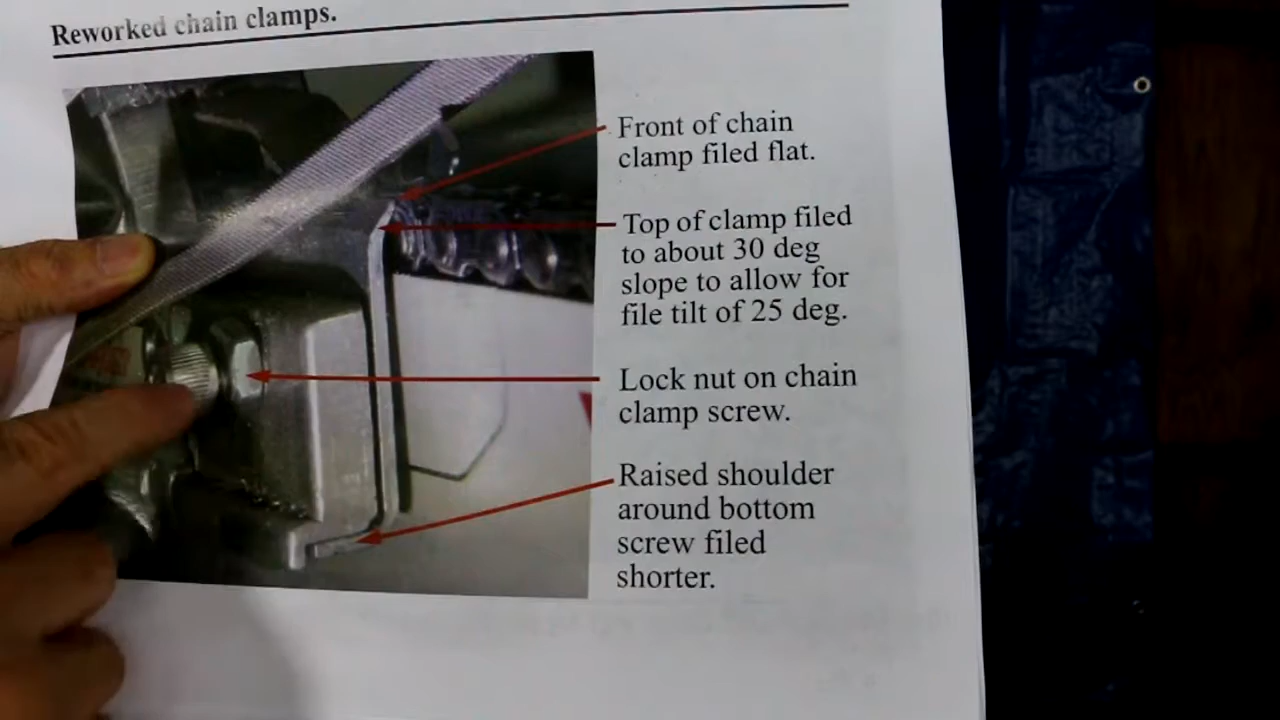 Reworked chain clamps.
Front of chain
clamp filed flat.
Top of clamp filed
to about 30 deg
slope to allow for
file tilt of 25 deg.
Lock nut on chain
clamp screw.
Raised shoulder
around bottom
screw filed
shorter.